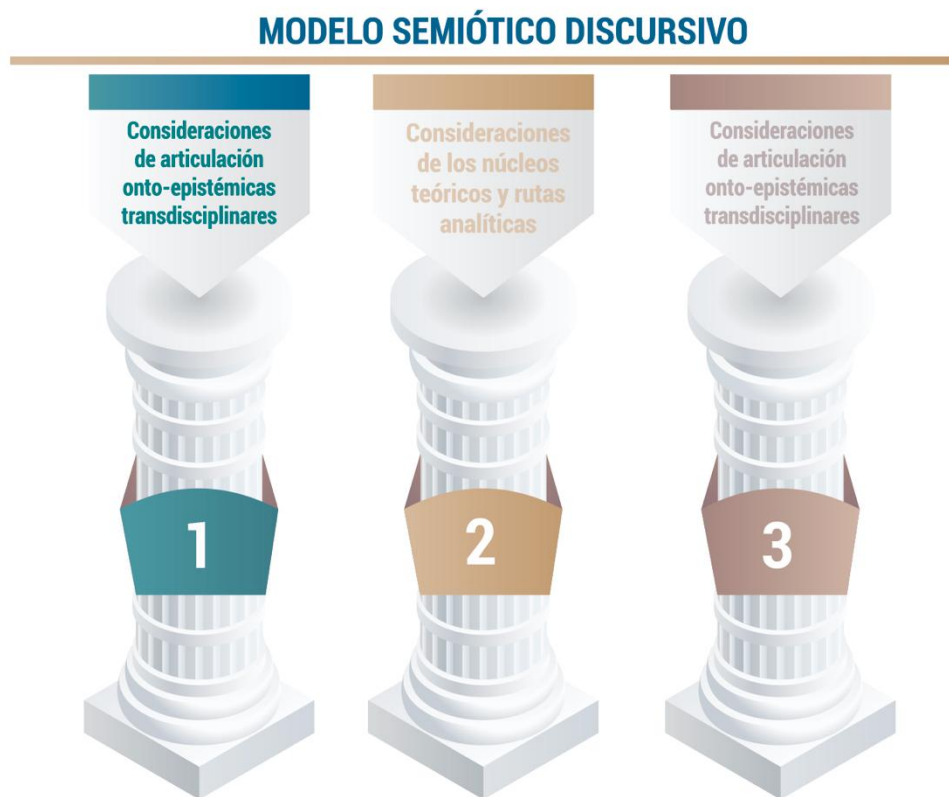 MODELO SEMIÓTICO DISCURSIVO
Consideraciones
de articulación
onto-epistémicas
transdisciplinares
Consideraciones
de los núcleos
teóricos y rutas
analíticas
Consideraciones
de articulación
onto-epistémicas
transdisciplinares
1
2
3